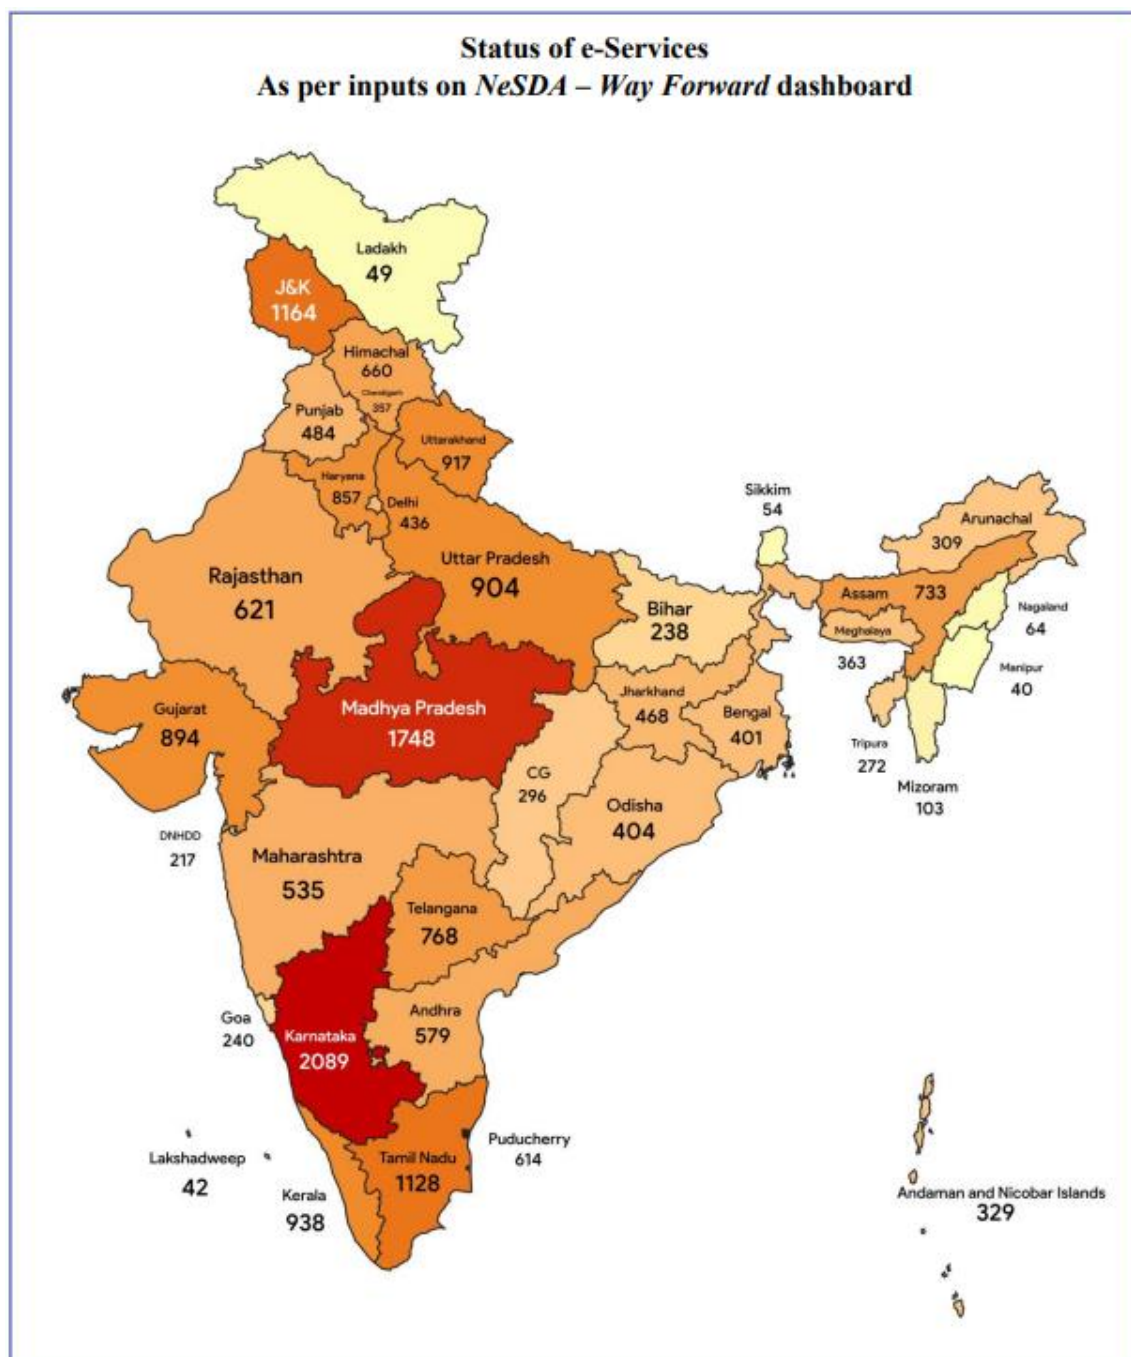 Status of e-Services
As per inputs on NeSDA – Way Forward dashboard
Ladakh
49
J&K
1164
Himachal
660
Chandigarh
357
Punjab
484
Uttarakhand
917
Haryana
857
Delhi
436
Sikkim
54
Arunachal
309
Uttar Pradesh
904
Rajasthan
621
Bihar
238
Assam 733
Nagaland
64
Meghalaya
363
Manipur
40
Gujarat
894
Madhya Pradesh
1748
Jharkhand
468
Bengal
401
Tripura
272
Mizoram
103
CG
296
Odisha
404
DNHDD
217
Maharashtra
535
Telangana
768
Goa
240
Karnataka
2089
Andhra
579
Lakshadweep
42
Kerala
938
Tamil Nadu
1128
Puducherry
614
Andaman and Nicobar Islands
329